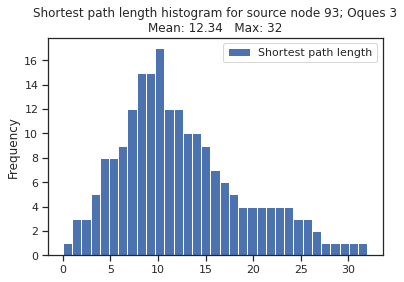 Shortest path length histogram for source node 93; Oques 3
Mean: 12.34   Max: 32
Shortest path length
Frequency
16
14
12
10
8
6
4
2
0
0 5 10 15 20 25 30